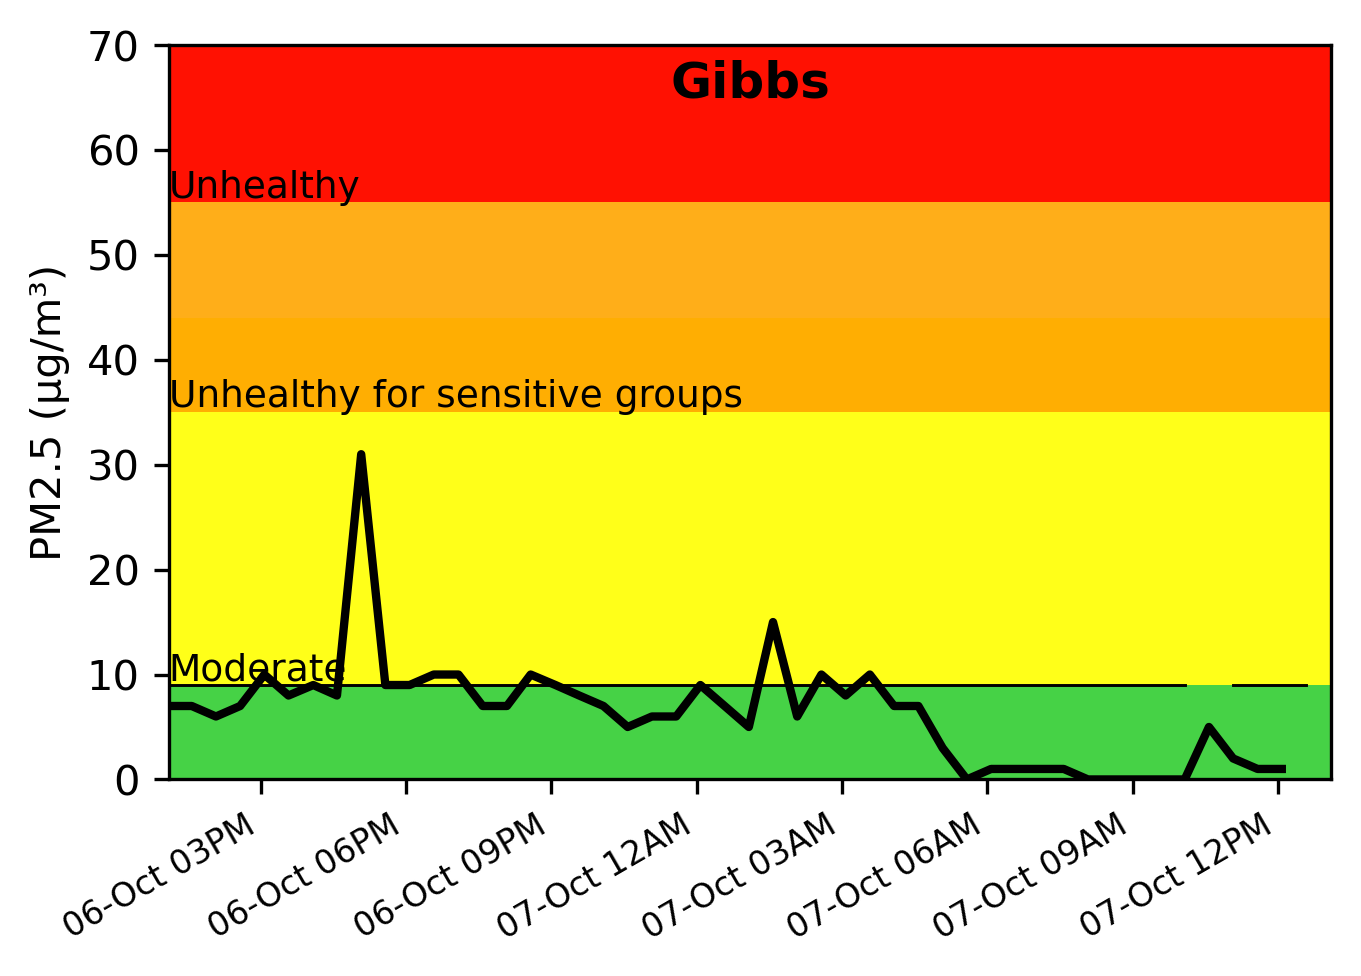 Gibbs
70
60
50
40
30
20
10
0
PM2.5 (µg/m³)
Unhealthy
Unhealthy for sensitive groups
Moderate
06-Oct 03PM
06-Oct 06PM
06-Oct 09PM
07-Oct 12AM
07-Oct 03AM
07-Oct 06AM
07-Oct 09AM
07-Oct 12PM